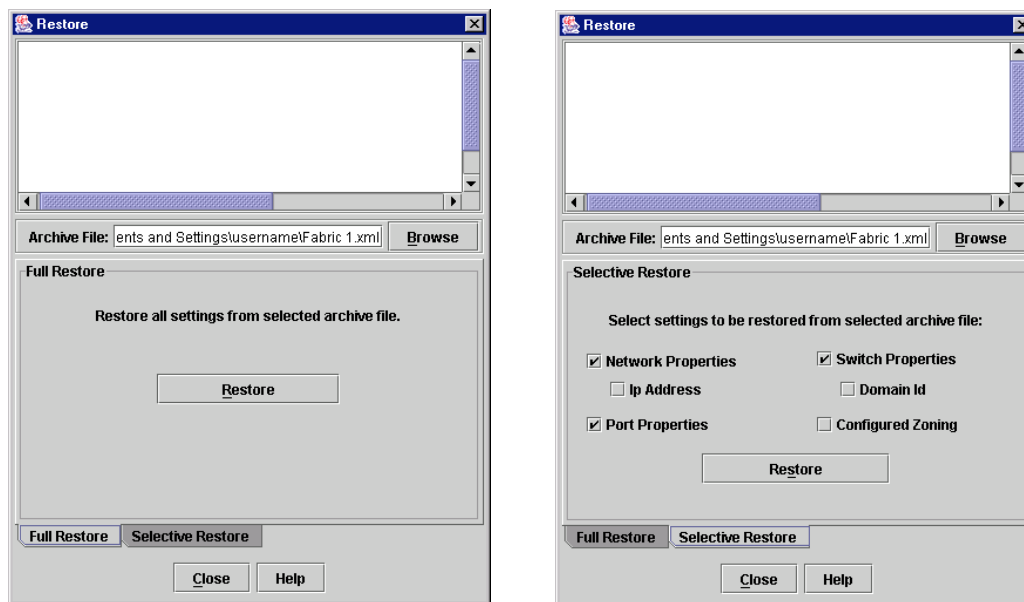 Restore
Archive File: ents and Settings\username\Fabric 1.xml Browse
Full Restore
Restore all settings from selected archive file.
Restore
Full Restore Selective Restore
Close Help
Restore
Archive File: ents and Settings\username\Fabric 1.xml Browse
Selective Restore
Select settings to be restored from selected archive file:
Network Properties Switch Properties
Ip Address Domain Id
Port Properties Configured Zoning
Restore
Full Restore Selective Restore
Close Help